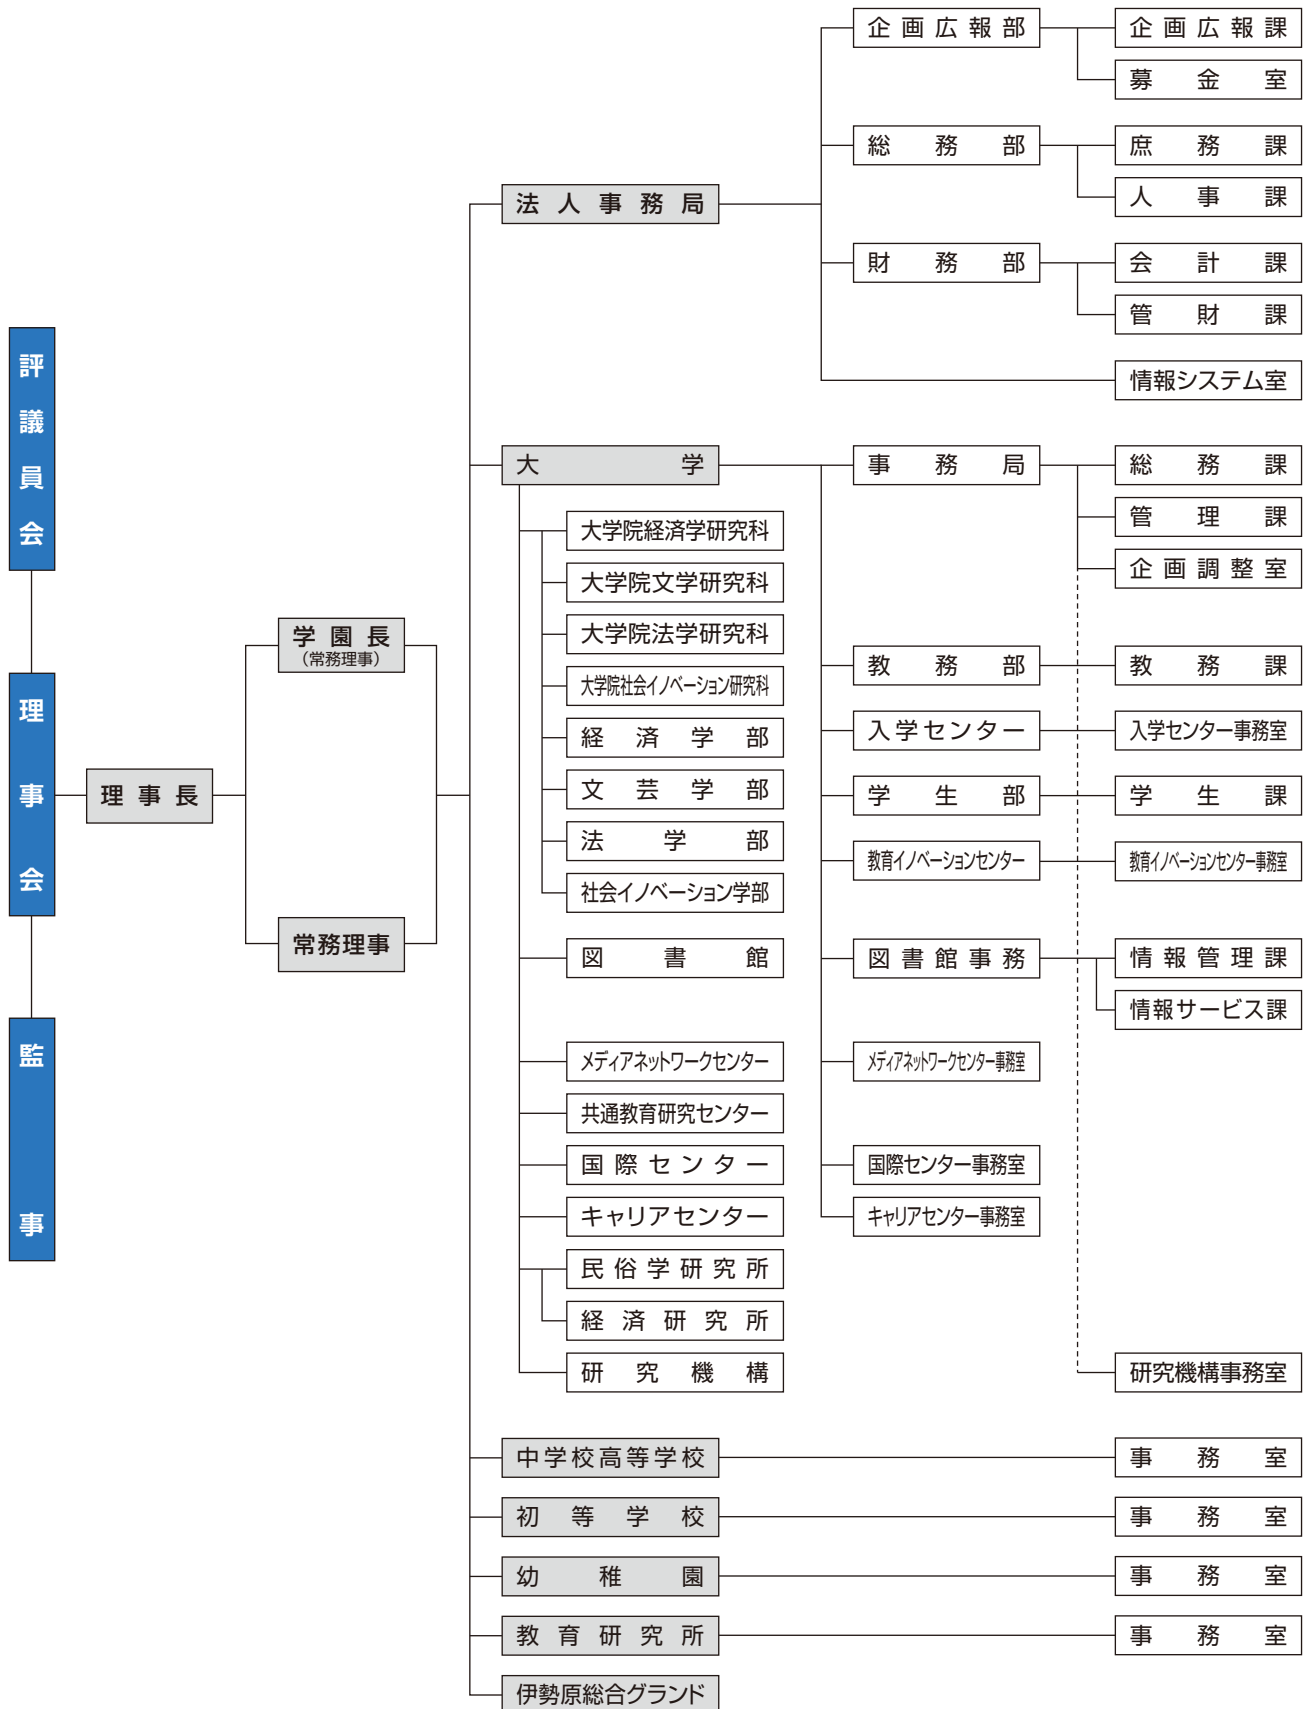 評議員会
理事会
監事
理事長
学園長
(常務理事)
常務理事
法人事務局
企画広報部
企画広報課
募金室
総務部
庶務課
人事課
財務部
会計課
管財課
情報システム室
大学
大学院経済学研究科
大学院文学研究科
大学院法学研究科
大学院社会イノベーション研究科
経済学部
文芸学部
法学部
社会イノベーション学部
図書館
メディアネットワークセンター
共通教育研究センター
国際センター
キャリアセンター
民俗学研究所
経済研究所
研究機構
事務局
総務課
管理課
企画調整室
教務部
教務課
入学センター
入学センター事務室
学生部
学生課
教育イノベーションセンター
教育イノベーションセンター事務室
図書館事務
情報管理課
情報サービス課
メディアネットワークセンター事務室
国際センター事務室
キャリアセンター事務室
研究機構事務室
中学校高等学校
事務室
初等学校
事務室
幼稚園
事務室
教育研究所
事務室
伊勢原総合グランド